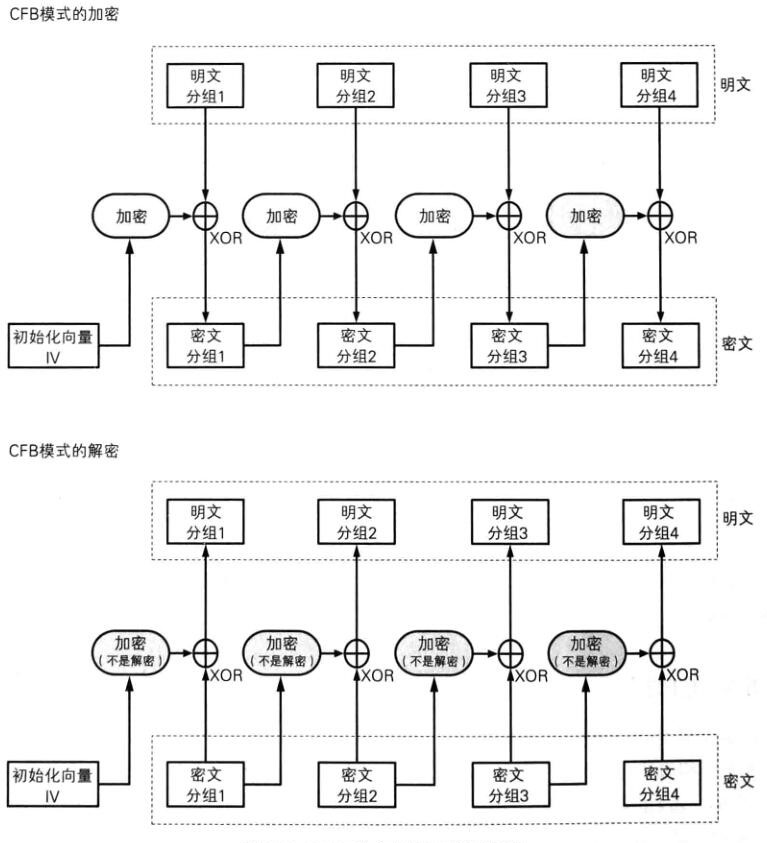 CFB模式的加密
明文
分组1
明文
分组2
明文
分组3
明文
分组4
明文
加密
加密
加密
加密
XOR
XOR
XOR
XOR
初始化向量
IV
密文
分组1
密文
分组2
密文
分组3
密文
分组4
密文
CFB模式的解密
明文
分组1
明文
分组2
明文
分组3
明文
分组4
明文
加密
(不是解密)
加密
(不是解密)
加密
(不是解密)
加密
(不是解密)
XOR
XOR
XOR
XOR
初始化向量
IV
密文
分组1
密文
分组2
密文
分组3
密文
分组4
密文